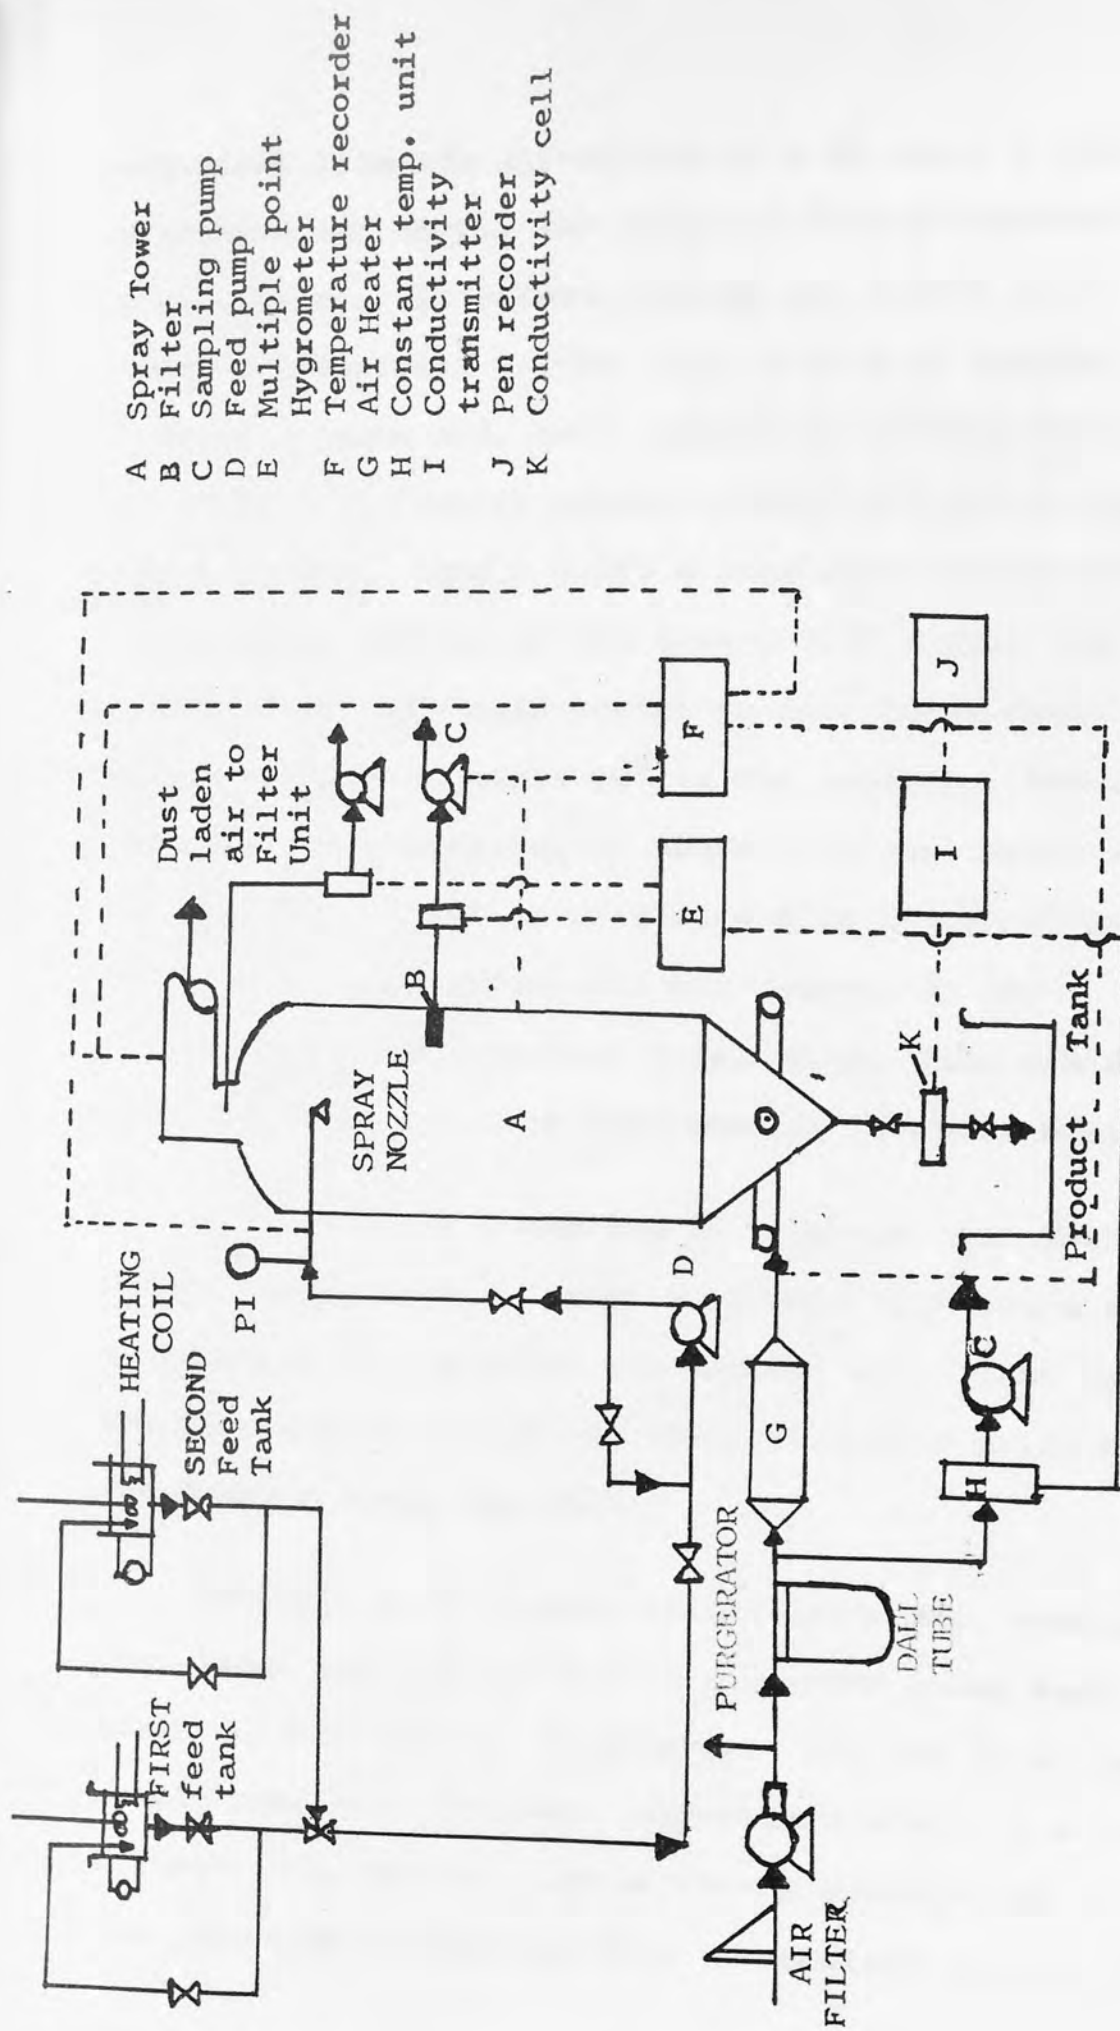 A Spray Tower
B Filter
C Sampling pump
D Feed pump
E Multiple point
Hygrometer
F Temperature recorder
G Air Heater
H Constant temp. unit
I Conductivity
transmitter
J Pen recorder
K Conductivity cell
Dust
laden
air to
Filter
Unit
HEATING
COIL
SECOND
Feed
Tank
FIRST
feed
tank
PI
SPRAY
NOZZLE
B
C
A
D
E
F
G
H
C
I
J
K
Product Tank
PURGERATOR
DALL
TUBE
AIR
FILTER